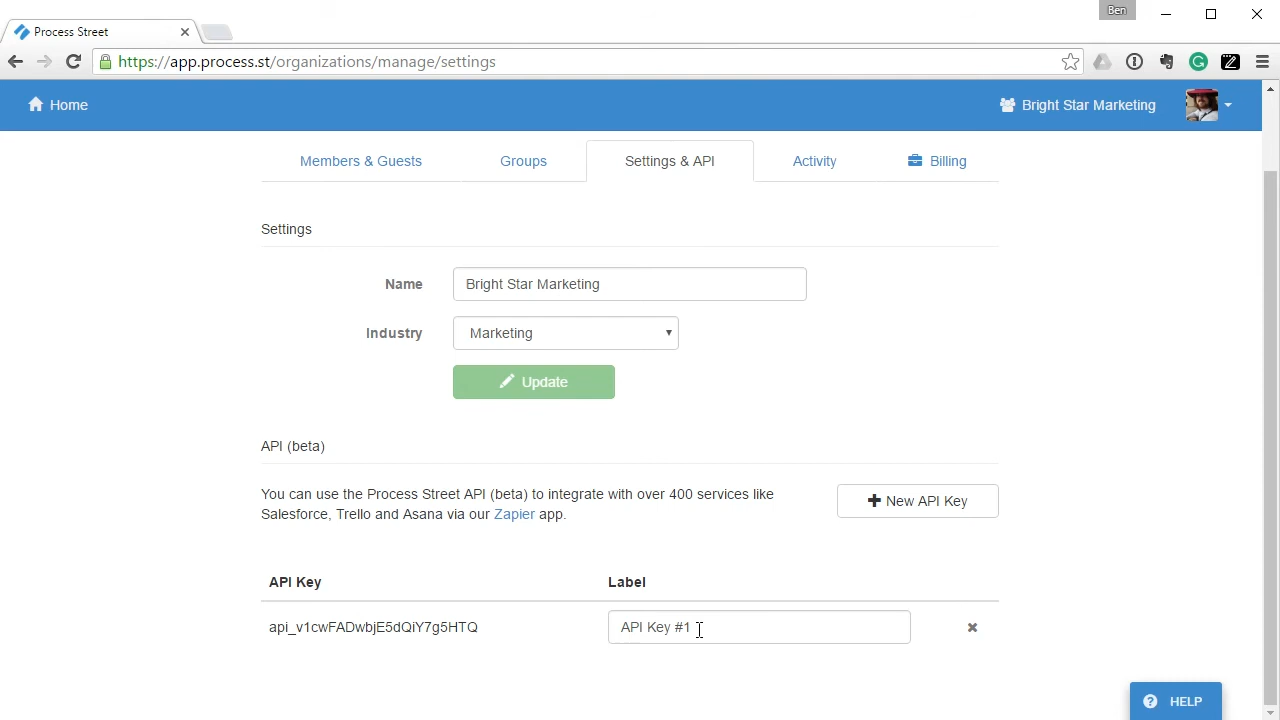 Ben
Process Street
https://app.process.st/organizations/manage/settings
Home
Bright Star Marketing
Members & Guests
Groups
Settings & API
Activity
Billing
Settings
Name
Bright Star Marketing
Industry
Marketing
Update
API (beta)
You can use the Process Street API (beta) to integrate with over 400 services like
Salesforce, Trello and Asana via our Zapier app.
New API Key
API Key
Label
api_v1cwFADwbjE5dQiY7g5HTQ
API Key #1
HELP